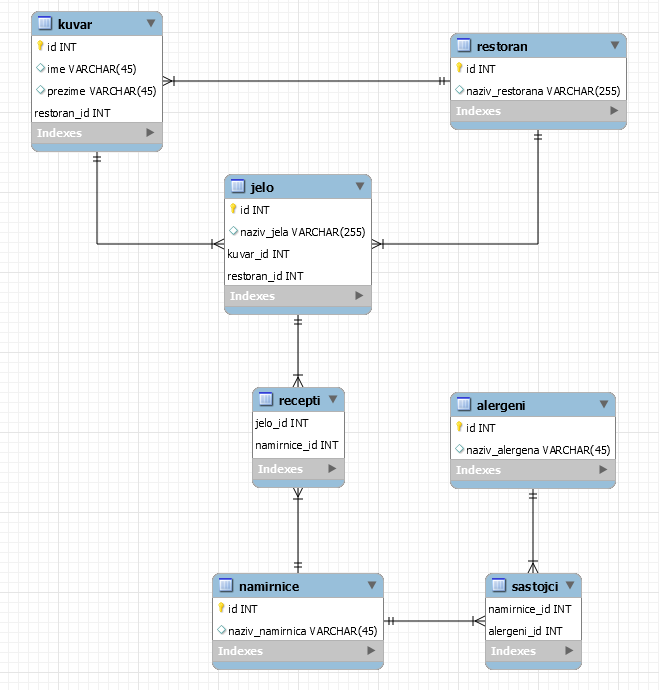 kuvar
id INT
ime VARCHAR(45)
prezime VARCHAR(45)
restoran_id INT
Indexes
restoran
id INT
naziv_restorana VARCHAR(255)
Indexes
jelo
id INT
naziv_jela VARCHAR(255)
kuvar_id INT
restoran_id INT
Indexes
recepti
jelo_id INT
namirnice_id INT
Indexes
alergeni
id INT
naziv_alergena VARCHAR(45)
Indexes
namirnice
id INT
naziv_namirnica VARCHAR(45)
Indexes
sastojci
namirnice_id INT
alergeni_id INT
Indexes